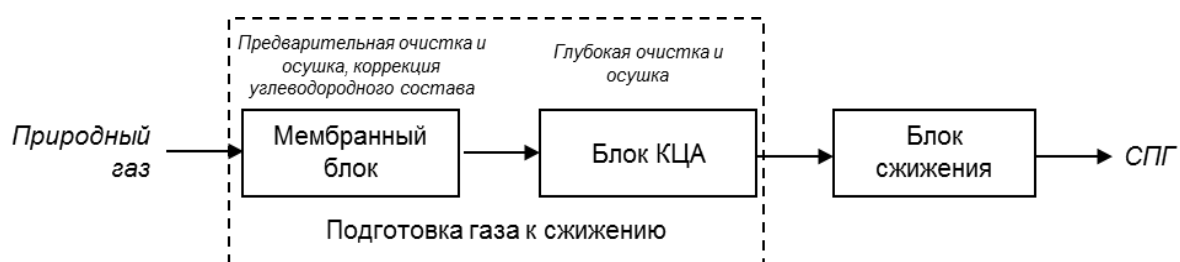 Предварительная очистка и
осушка, коррекция
углеводородного состава
Глубокая очистка и
осушка
Природный
газ
Мембранный
блок
Блок КЦА
Блок
сжижения
СПГ
Подготовка газа к сжижению